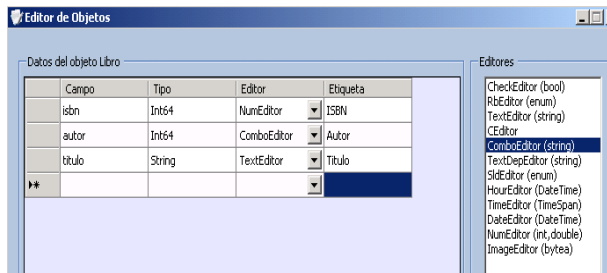 Editor de Objetos
Datos del objeto Libro
Campo Tipo Editor Etiqueta
isbn Int64 NumEditor ISBN
autor Int64 ComboEditor Autor
titulo String TextEditor Titulo
Editores
CheckEditor (bool)
RbEditor (enum)
TextEditor (string)
CEditor
ComboEditor (string)
TextDepEditor (string)
SldEditor (enum)
HourEditor (DateTime)
TimeEditor (TimeSpan)
DateEditor (DateTime)
NumEditor (int,double)
ImageEditor (bytea)